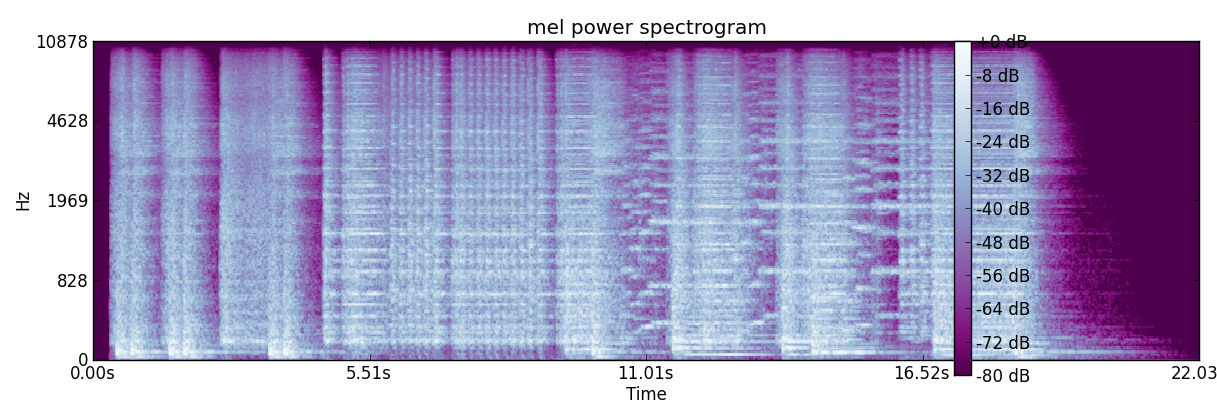 mel power spectrogram
10878
4628
1969
828
0
Hz
0.00s
5.51s
11.01s
16.52s
22.03
Time
+0 dB
-8 dB
-16 dB
-24 dB
-32 dB
-40 dB
-48 dB
-56 dB
-64 dB
-72 dB
-80 dB